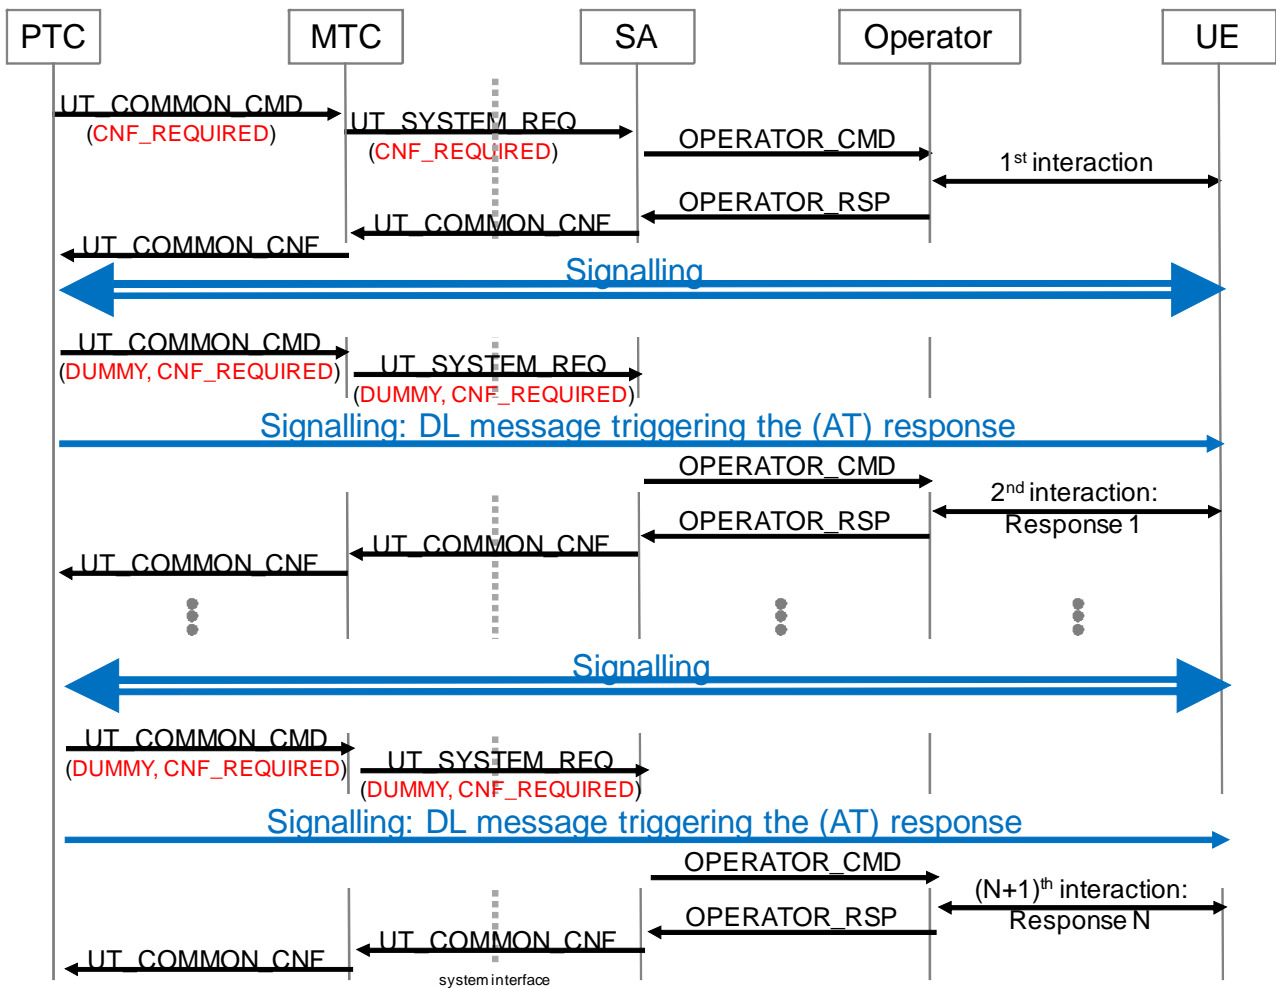 PTC MTC SA Operator UE
UT_COMMON_CMD
(CNF_REQUIRED)
UT_SYSTEM_REQ
(CNF_REQUIRED)
OPERATOR_CMD
1st interaction
OPERATOR_RSP
UT_COMMON_CNF
UT_COMMON_CNF
Signalling
UT_COMMON_CMD
(DUMMY, CNF_REQUIRED)
UT_SYSTEM_REQ
(DUMMY, CNF_REQUIRED)
Signalling: DL message triggering the (AT) response
OPERATOR_CMD
2nd interaction:
Response 1
OPERATOR_RSP
UT_COMMON_CNF
UT_COMMON_CNF
Signalling
UT_COMMON_CMD
(DUMMY, CNF_REQUIRED)
UT_SYSTEM_REQ
(DUMMY, CNF_REQUIRED)
Signalling: DL message triggering the (AT) response
OPERATOR_CMD
(N+1)th interaction:
Response N
OPERATOR_RSP
UT_COMMON_CNF
UT_COMMON_CNF
system interface